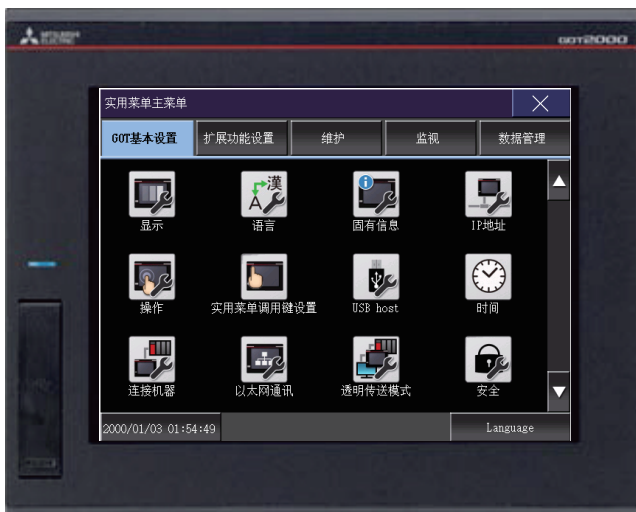 MITSUBISHI
ELECTRIC
GOT2000
实用菜单主菜单
GOT基本设置 扩展功能设置 维护 监视 数据管理
显示 语言 固有信息 IP地址
操作 实用菜单调用键设置 USB host 时间
连接机器 以太网通讯 透明传送模式 安全
2000/01/03 01:54:49 Language